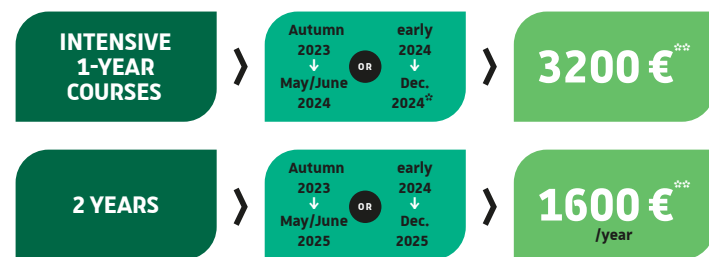 INTENSIVE
1-YEAR
COURSES
Autumn
2023
↓
May/June
2024
OR
early
2024
↓
Dec.
2024☆
3200 €☆☆
2 YEARS
Autumn
2023
↓
May/June
2025
OR
early
2024
↓
Dec.
2025
1600 €☆☆
/year